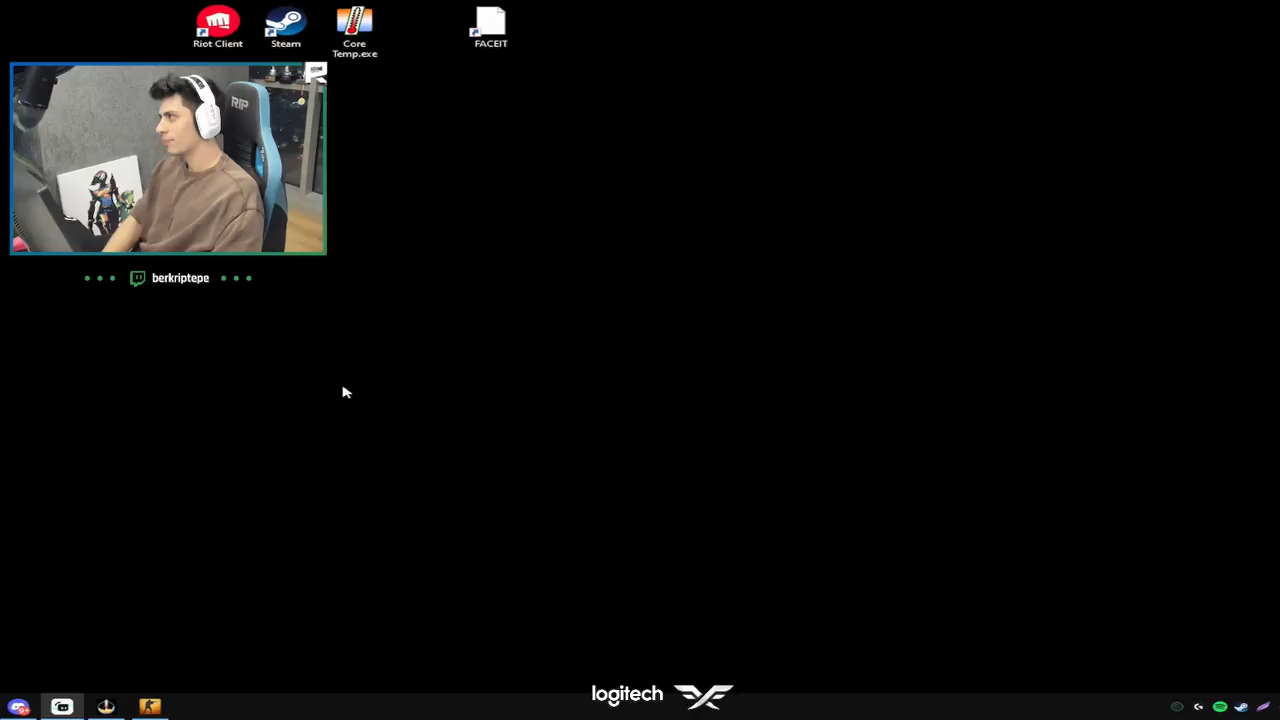 Riot Client
Steam
Core
Temp.exe
FACEIT
RIP
berkriptepe
logitech